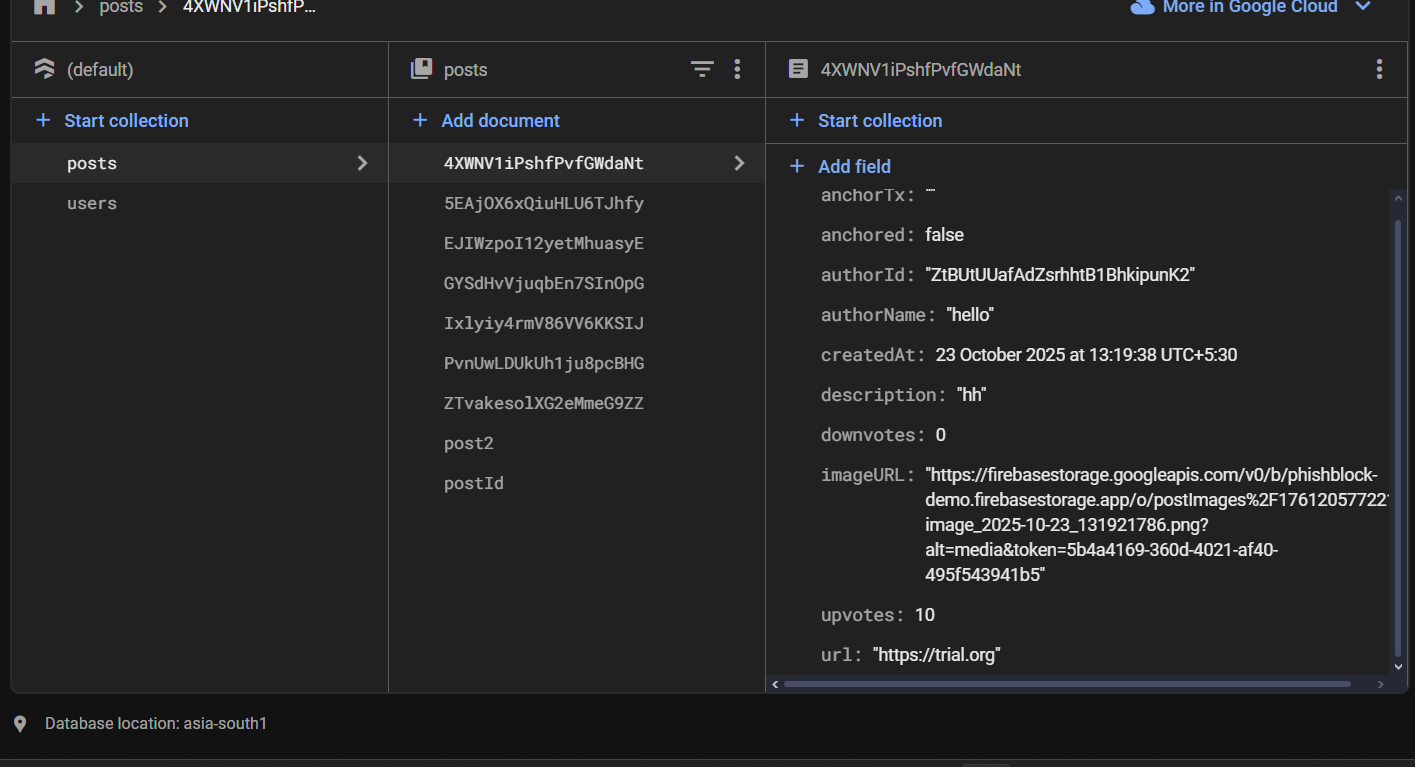 posts
4XWNV1iPshfP...
More in Google Cloud
(default)
posts
4XWNV1iPshfPvfGWdaNt
+ Start collection
+ Add document
+ Start collection
posts
users
4XWNV1iPshfPvfGWdaNt
5EAjOX6xQiuHLU6TJhfy
EJIWzpoI12yetMhuasyE
GYSdHvVjuqbEn7SInOpG
Ixlyiy4rmV86VV6KKSIJ
PvnUwLDUkUh1ju8pcBHG
ZTvakesolXG2eMmeG9ZZ
post2
postId
+ Add field
anchorTx: ""
anchored: false
authorId: "ZtBUtUUafAdZsrhhtB1BhkipunK2"
authorName: "hello"
createdAt: 23 October 2025 at 13:19:38 UTC+5:30
description: "hh"
downvotes: 0
imageURL: "https://firebasestorage.googleapis.com/v0/b/phishblock-
demo.firebasestorage.app/o/postImages%2F17612057722
image_2025-10-23_131921786.png?
alt=media&token=5b4a4169-360d-4021-af40-
495f543941b5"
upvotes: 10
url: "https://trial.org"
Database location: asia-south1